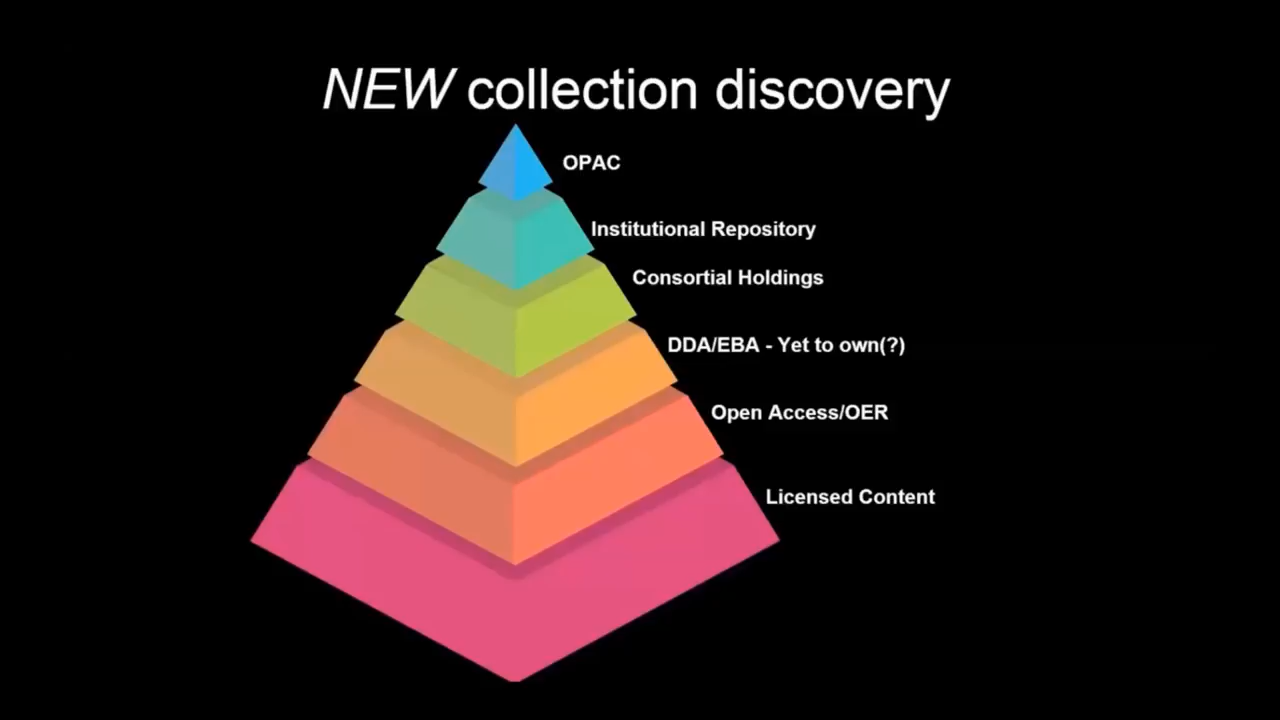 NEW collection discovery
OPAC
Institutional Repository
Consortial Holdings
DDA/EBA - Yet to own(?)
Open Access/OER
Licensed Content